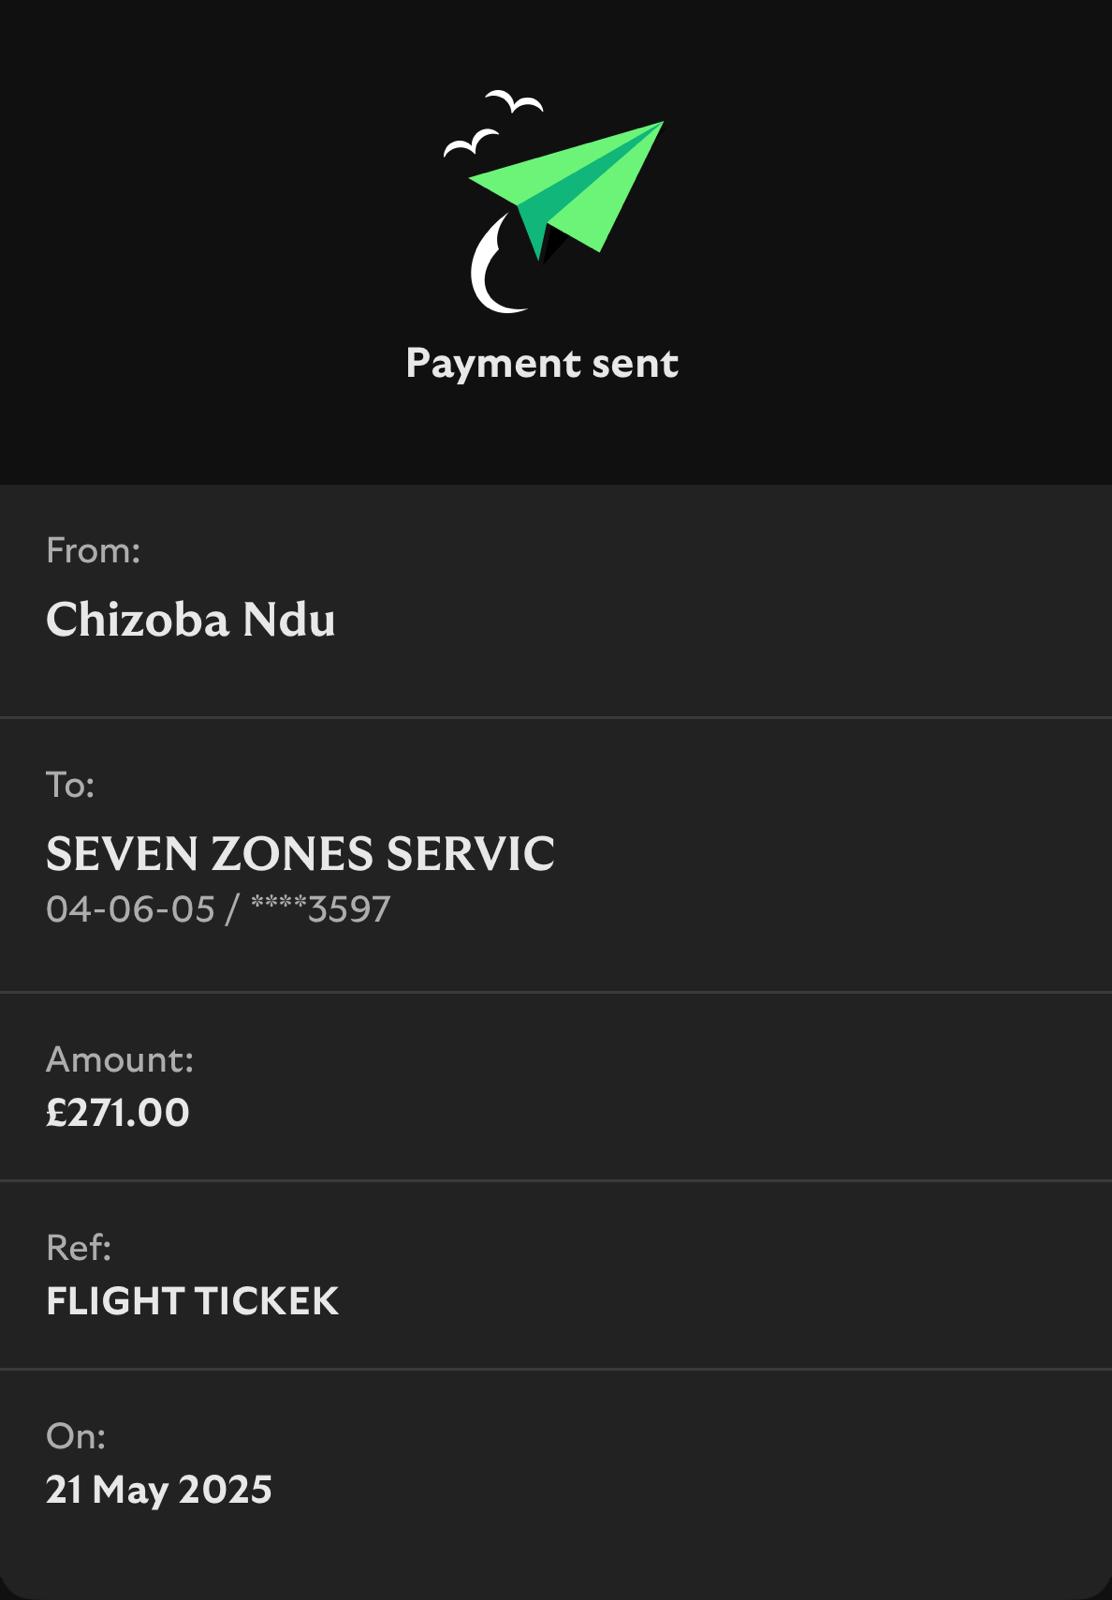 Payment sent
From:
Chizoba Ndu
To:
SEVEN ZONES SERVIC
04-06-05 / ****3597
Amount:
£271.00
Ref:
FLIGHT TICKEK
On:
21 May 2025